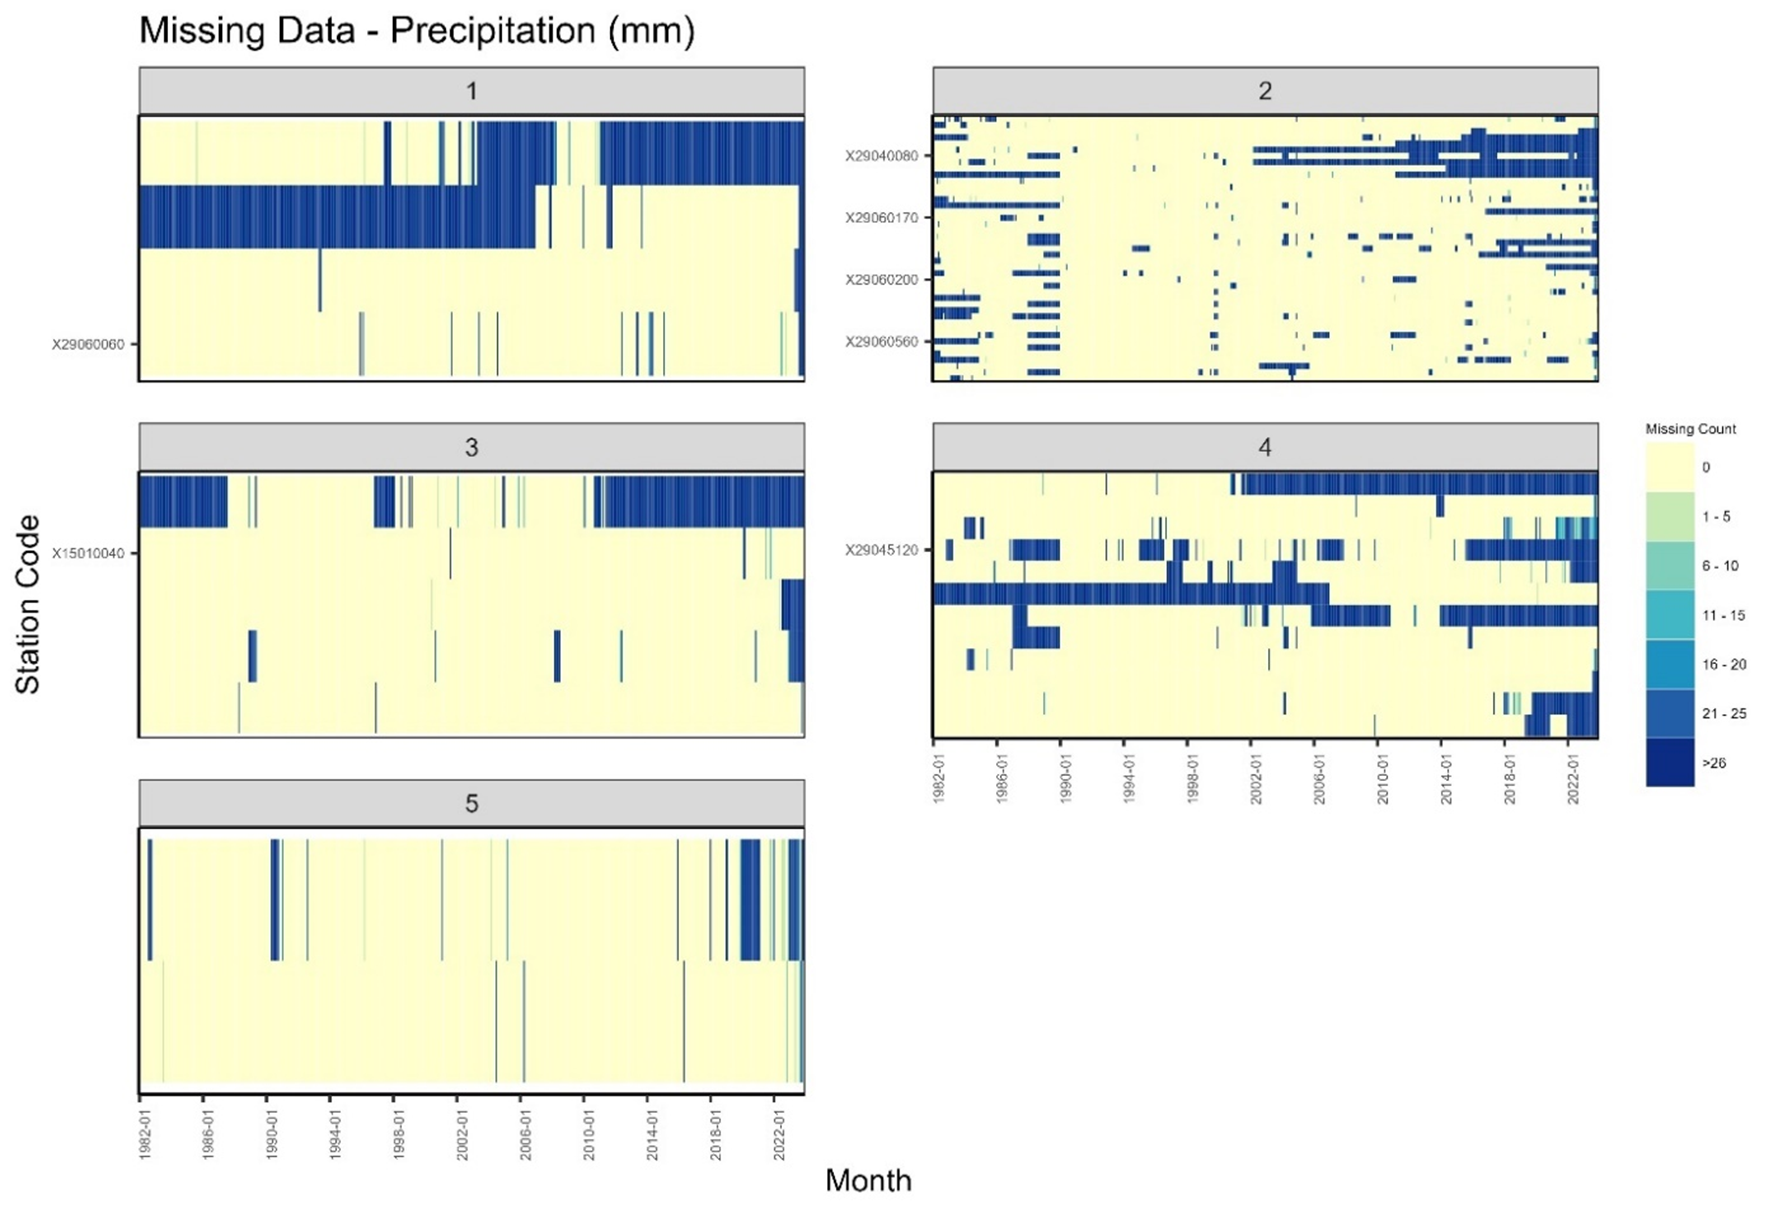 Missing Data - Precipitation (mm)
1
2
X29060060
X29040080
X29060170
X29060200
X29060560
3
4
X15010040
X29045120
Station Code
Missing Count
0
1 - 5
6 - 10
11 - 15
16 - 20
21 - 25
>26
1982-01
1986-01
1990-01
1994-01
1998-01
2002-01
2006-01
2010-01
2014-01
2018-01
2022-01
5
1982-01
1986-01
1990-01
1994-01
1998-01
2002-01
2006-01
2010-01
2014-01
2018-01
2022-01
Month